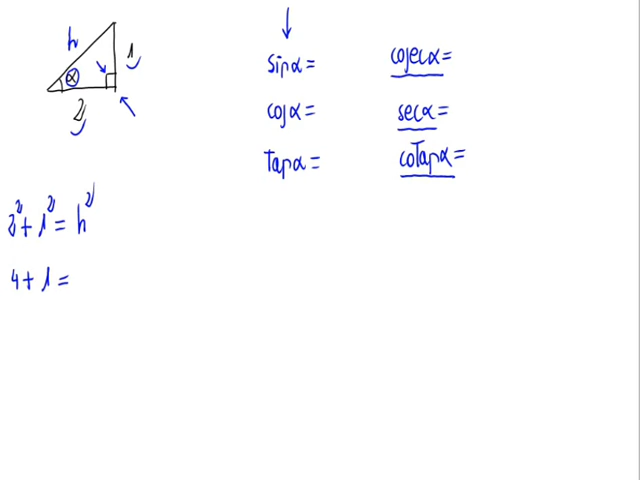 h
1
α
2
sinα=
cosecα=
cosα=
secα=
tanα=
cotanα=
2² + 1² = h²
4 + 1 =